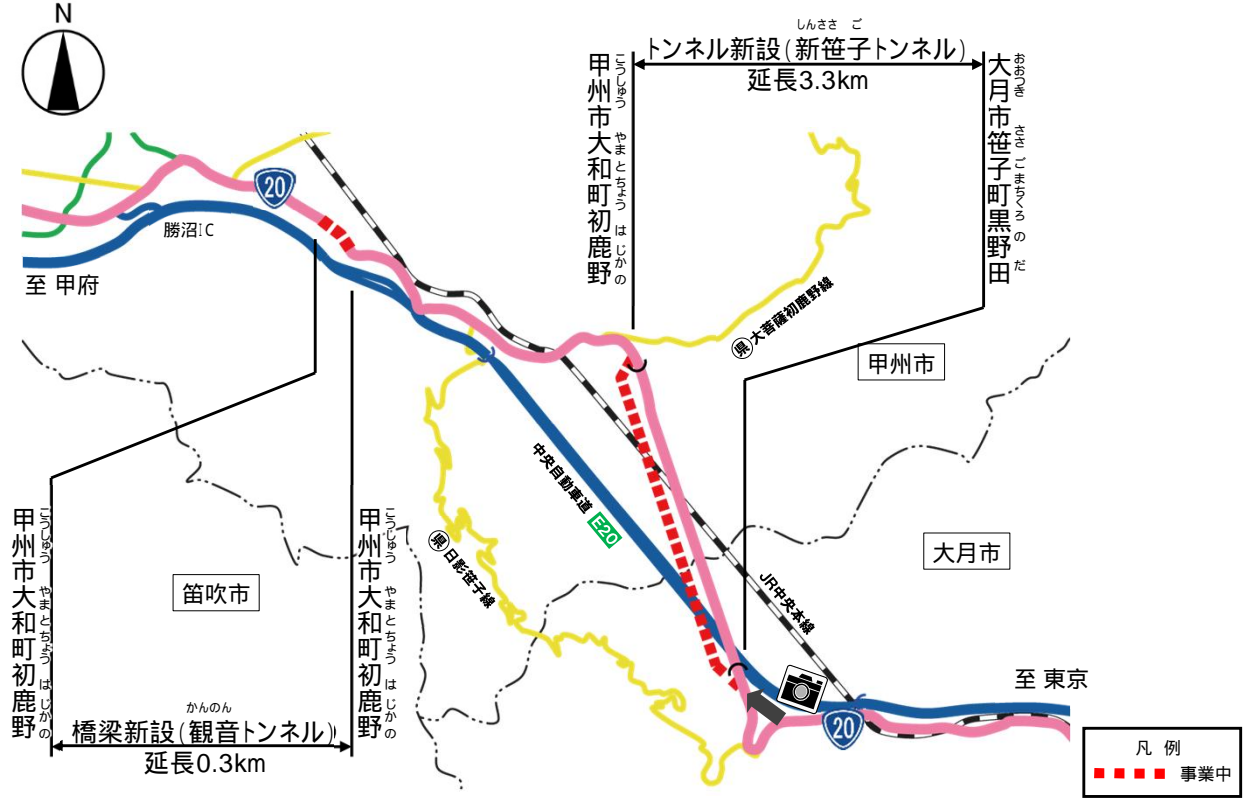 N
しんささ ご
トンネル新設(新笹子トンネル)
延長3.3km
甲州市大和町初鹿野
こうしゅう やまとちょう はじかの
大月市笹子町黒野田
おおつき ささごまちくろのだ
20
勝沼IC
至 甲府
県大菩薩初鹿野線
甲州市
中央自動車道 E20
県日影笹子線
大月市
JR中央本線
笛吹市
甲州市大和町初鹿野
こうしゅう やまとちょう はじかの
甲州市大和町初鹿野
こうしゅう やまとちょう はじかの
かんのん
橋梁新設(観音トンネル)
延長0.3km
至 東京
20
凡 例
事業中